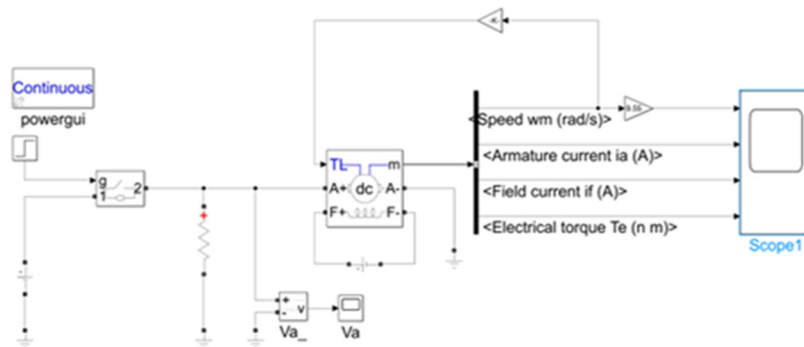 -K-
Continuous
powergui
9.55
<Speed wm (rad/s)>
TL
m
<Armature current ia (A)>
g
1
2
A+
dc
A-
<Field current if (A)>
F+
F-
<Electrical torque Te (n m)>
Scope1
+
-
v
Va_
Va